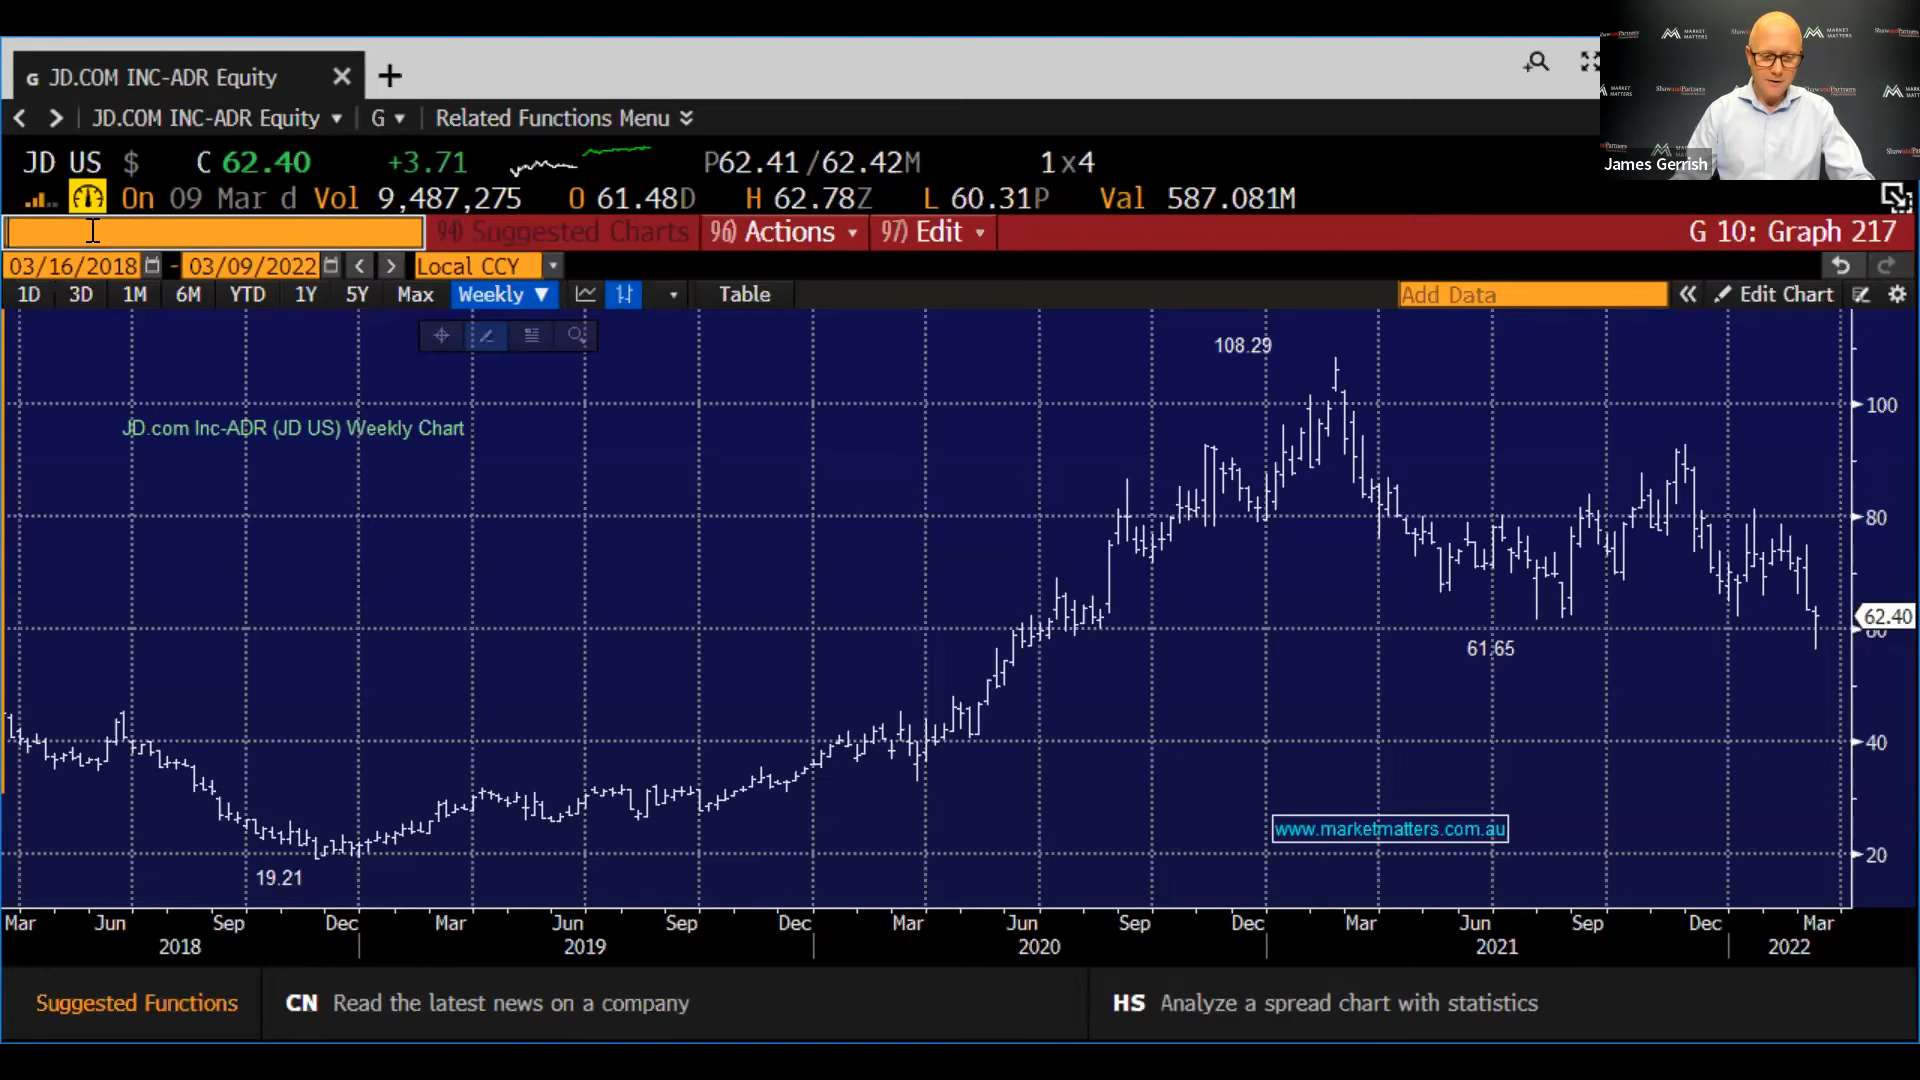 G JD.COM INC-ADR Equity
JD.COM INC-ADR Equity G Related Functions Menu
JD US $ C 62.40 +3.71 P62.41 /62.42M 1x4
On 09 Mar d Vol 9,487,275 O 61.48D H 62.78Z L 60.31P Val 587.081M
94) Suggested Charts 96) Actions 97) Edit G 10: Graph 217
03/16/2018 - 03/09/2022 Local CCY
1D 3D 1M 6M YTD 1Y 5Y Max Weekly Table Add Data Edit Chart
MARKET MATTERS
Shaw and Partners
James Gerrish
108.29
100
JD.com Inc-ADR (JD US) Weekly Chart
80
62.40
60
61.65
40
www.marketmatters.com.au
20
19.21
Mar Jun Sep Dec Mar Jun Sep Dec Mar Jun Sep Dec Mar Jun Sep Dec Mar
2018 2019 2020 2021 2022
Suggested Functions CN Read the latest news on a company HS Analyze a spread chart with statistics